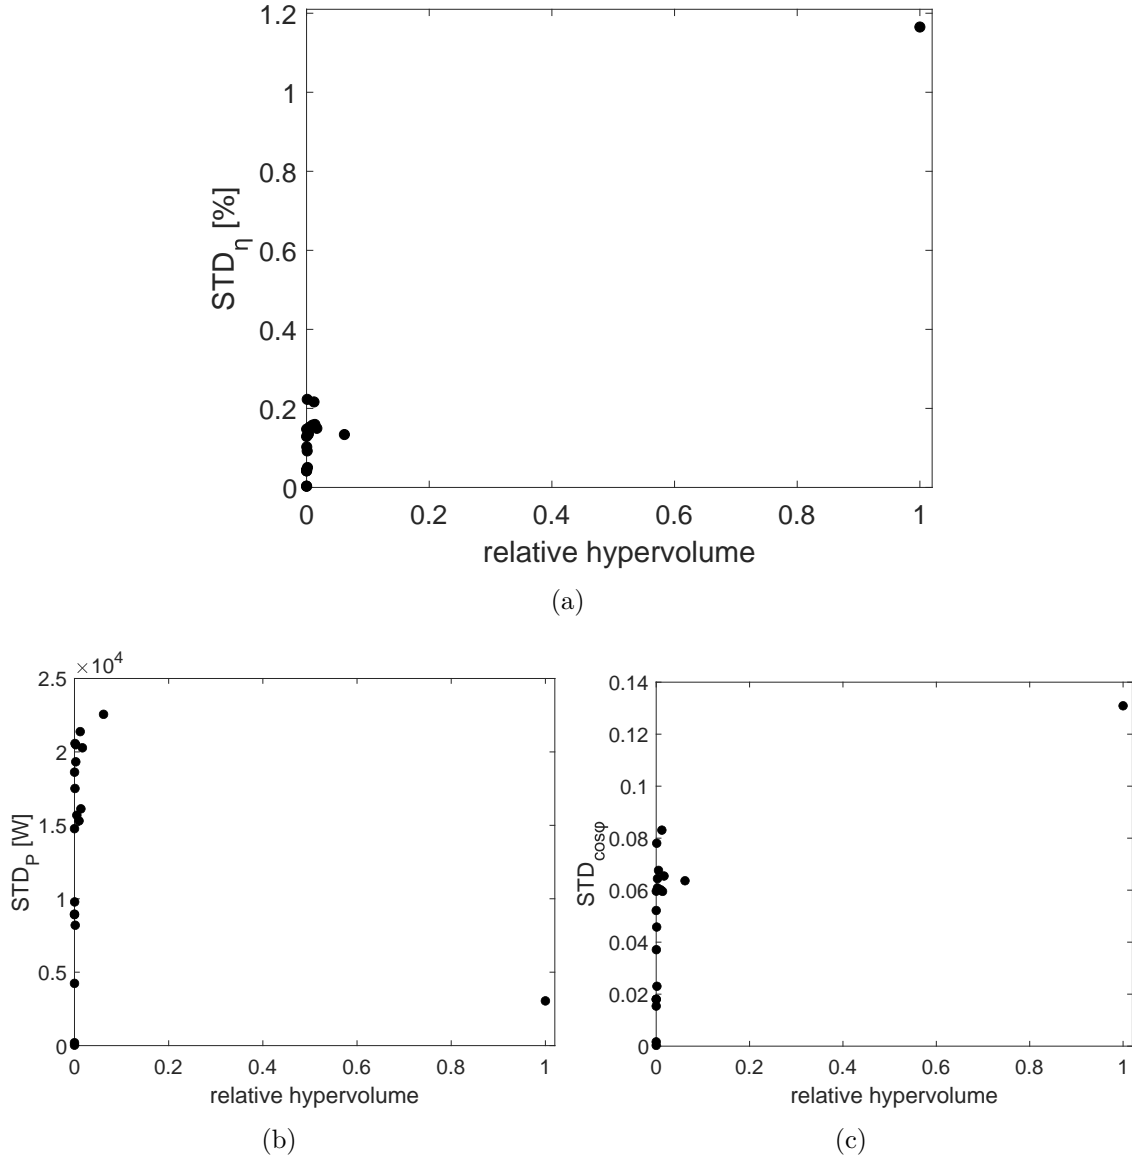 1.2
1
0.8
0.6
0.4
0.2
0
STD_η [%]
0 0.2 0.4 0.6 0.8 1
relative hypervolume
(a)
×10^4
2.5
2
1.5
1
0.5
0
STD_P [W]
0 0.2 0.4 0.6 0.8 1
relative hypervolume
(b)
0.14
0.12
0.1
0.08
0.06
0.04
0.02
0
STD_cosφ
0 0.2 0.4 0.6 0.8 1
relative hypervolume
(c)